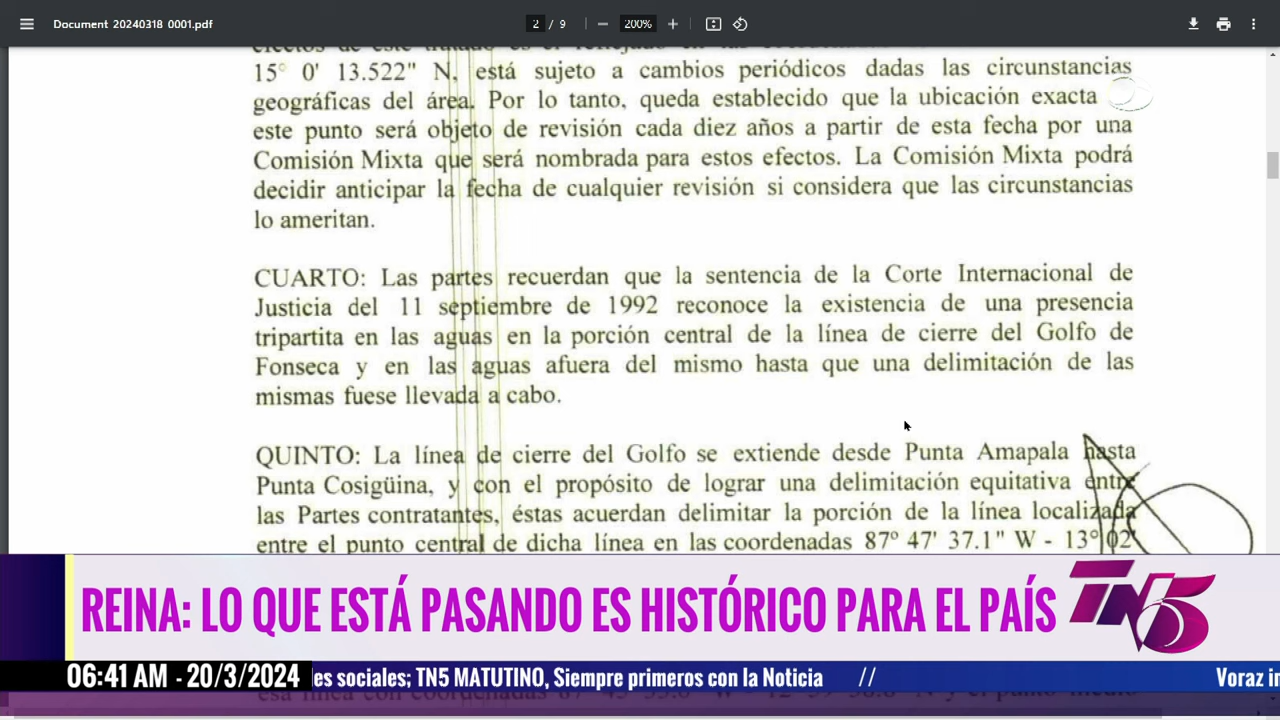 Document 20240318 0001.pdf
2 / 9
200%
efectos de este tratado es el reflejado en las
15° 0' 13.522" N, está sujeto a cambios periódicos dadas las circunstancias
geográficas del área. Por lo tanto, queda establecido que la ubicación exacta
este punto será objeto de revisión cada diez años a partir de esta fecha por una
Comisión Mixta que será nombrada para estos efectos. La Comisión Mixta podrá
decidir anticipar la fecha de cualquier revisión si considera que las circunstancias
lo ameritan.
CUARTO: Las partes recuerdan que la sentencia de la Corte Internacional de
Justicia del 11 septiembre de 1992 reconoce la existencia de una presencia
tripartita en las aguas en la porción central de la línea de cierre del Golfo de
Fonseca y en las aguas afuera del mismo hasta que una delimitación de las
mismas fuese llevada a cabo.
QUINTO: La línea de cierre del Golfo se extiende desde Punta Amapala hasta
Punta Cosigüina, y con el propósito de lograr una delimitación equitativa entre
las Partes contratantes, éstas acuerdan delimitar la porción de la línea localizada
entre el punto central de dicha línea en las coordenadas 87° 47' 37.1" W - 13° 02'
REINA: LO QUE ESTÁ PASANDO ES HISTÓRICO PARA EL PAÍS
TN5
06:41 AM - 20/3/2024
es sociales; TN5 MATUTINO, Siempre primeros con la Noticia // Voraz in